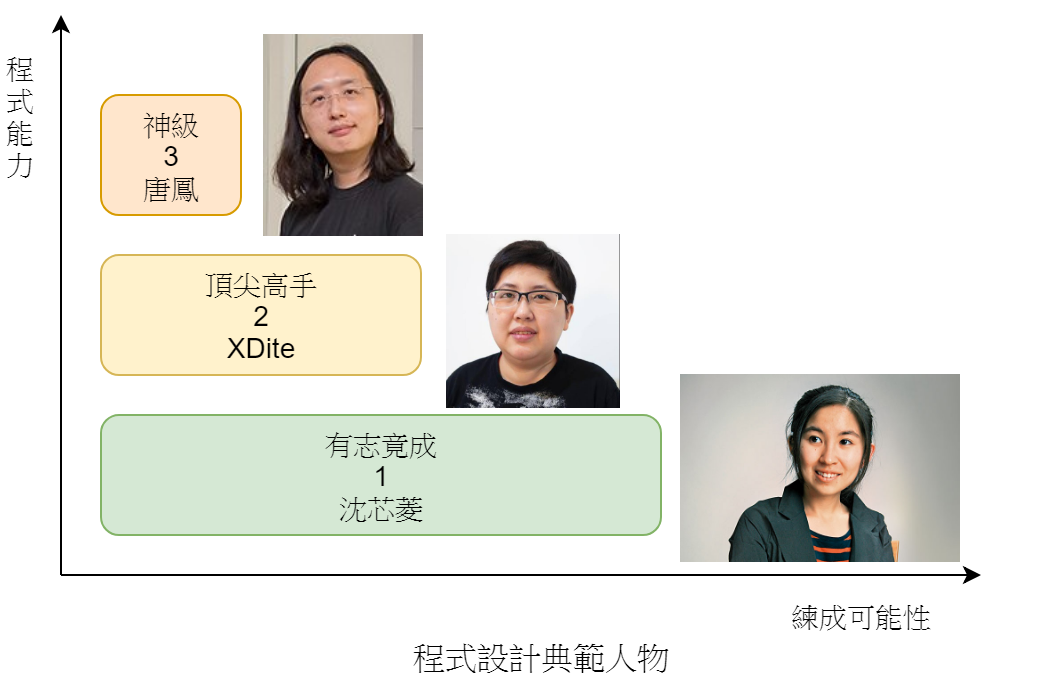 程式能力
神級
3
唐鳳
頂尖高手
2
XDite
有志竟成
1
沈芯菱
練成可能性
程式設計典範人物